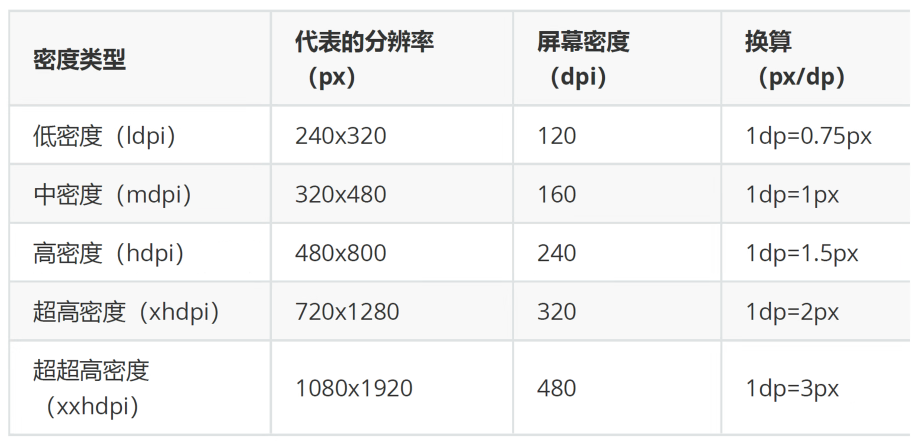 密度类型
代表的分辨率
（px）
屏幕密度
（dpi）
换算
（px/dp）
低密度（ldpi）
240x320
120
1dp=0.75px
中密度（mdpi）
320x480
160
1dp=1px
高密度（hdpi）
480x800
240
1dp=1.5px
超高密度（xhdpi）
720x1280
320
1dp=2px
超超高密度
（xxhdpi）
1080x1920
480
1dp=3px